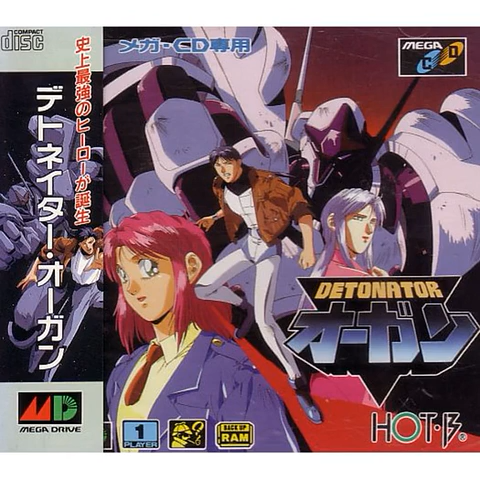 COMPACT
disc
史上最強のヒーローが誕生
デトネイター・オーガン
MD
MEGA DRIVE
メガ-CD専用
MEGA
CD
DETONATOR
オーガン
1
PLAYER
BACK UP
RAM
HOT・B®